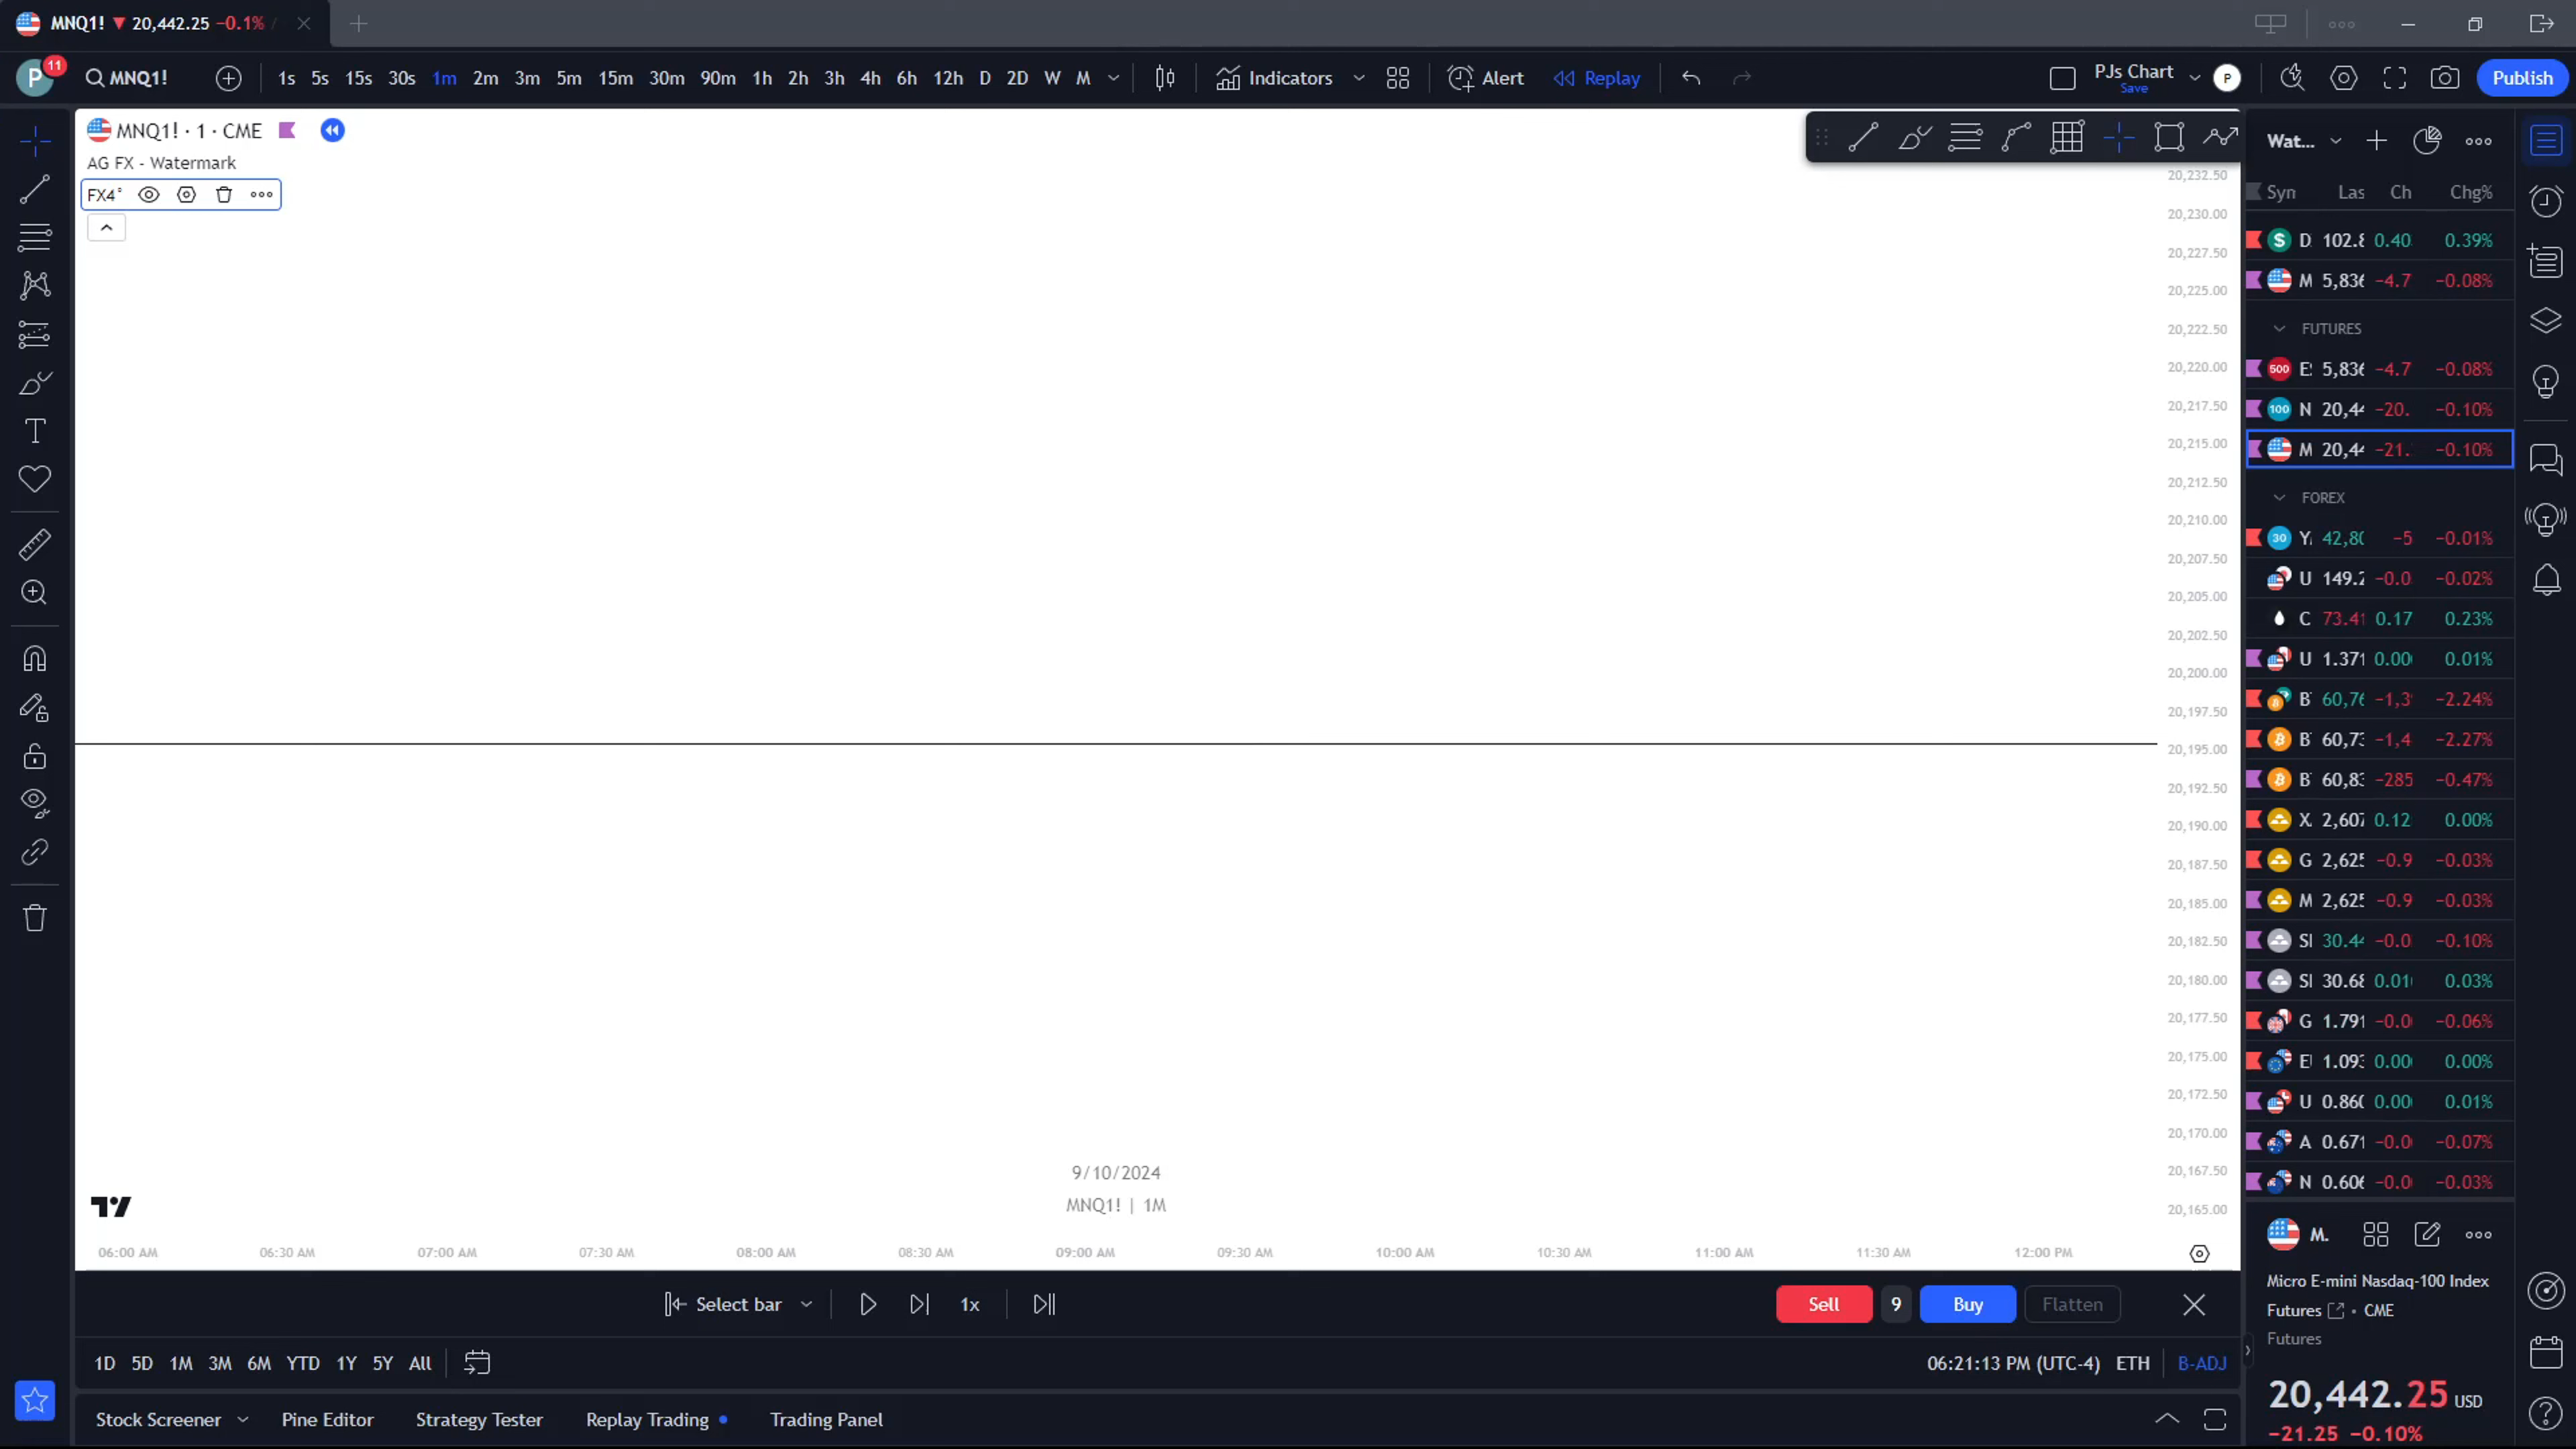 MNQ1! ▼ 20,442.25 −0.1% /
P 11 MNQ1! 1s 5s 15s 30s 1m 2m 3m 5m 15m 30m 90m 1h 2h 3h 4h 6h 12h D 2D W M Indicators Alert Replay PJs Chart P Publish
Save
MNQ1! · 1 · CME
AG FX - Watermark
FX4
20,232.50
20,230.00
20,227.50
20,225.00
20,222.50
20,220.00
20,217.50
20,215.00
20,212.50
20,210.00
20,207.50
20,205.00
20,202.50
20,200.00
20,197.50
20,195.00
20,192.50
20,190.00
20,187.50
20,185.00
20,182.50
20,180.00
20,177.50
20,175.00
20,172.50
20,170.00
20,167.50
20,165.00
9/10/2024
MNQ1! | 1M
06:00 AM 06:30 AM 07:00 AM 07:30 AM 08:00 AM 08:30 AM 09:00 AM 09:30 AM 10:00 AM 10:30 AM 11:00 AM 11:30 AM 12:00 PM
Select bar 1x Sell 9 Buy Flatten
1D 5D 1M 3M 6M YTD 1Y 5Y All 06:21:13 PM (UTC-4) ETH B-ADJ
Stock Screener Pine Editor Strategy Tester Replay Trading Trading Panel
Wat...
Syn Las Ch Chg%
D 102.8 0.40 0.39%
M 5,836 −4.7 −0.08%
FUTURES
500 E 5,836 −4.7 −0.08%
100 N 20,44 −20. −0.10%
M 20,44 −21. −0.10%
FOREX
30 Y 42,80 −5 −0.01%
U 149.2 −0.0 −0.02%
C 73.41 0.17 0.23%
U 1.371 0.00 0.01%
B 60,76 −1,3 −2.24%
B 60,73 −1,4 −2.27%
B 60,83 −285 −0.47%
X 2,607 0.12 0.00%
G 2,625 −0.9 −0.03%
M 2,625 −0.9 −0.03%
SI 30.44 −0.0 −0.10%
SI 30.68 0.01 0.03%
G 1.791 −0.0 −0.06%
E 1.093 0.00 0.00%
U 0.860 0.00 0.01%
A 0.671 −0.0 −0.07%
N 0.606 −0.0 −0.03%
M.
Micro E-mini Nasdaq-100 Index
Futures • CME
Futures
20,442.25 USD
−21.25 −0.10%